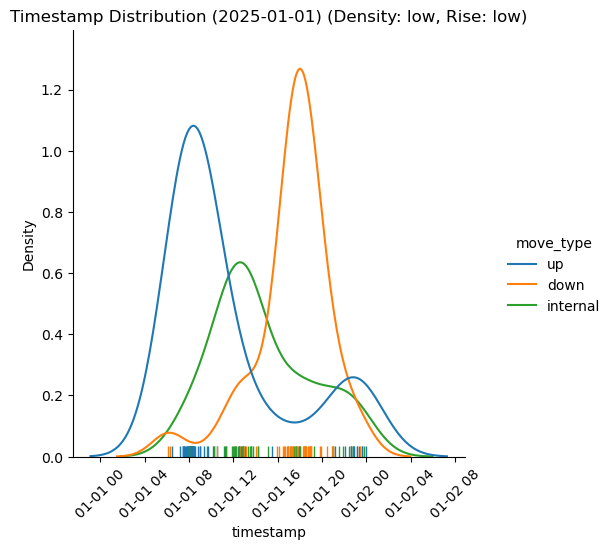 Timestamp Distribution (2025-01-01) (Density: low, Rise: low)
Density
1.2
1.0
0.8
0.6
0.4
0.2
0.0
01-01 00
01-01 04
01-01 08
01-01 12
01-01 16
01-01 20
01-02 00
01-02 04
01-02 08
timestamp
move_type
up
down
internal